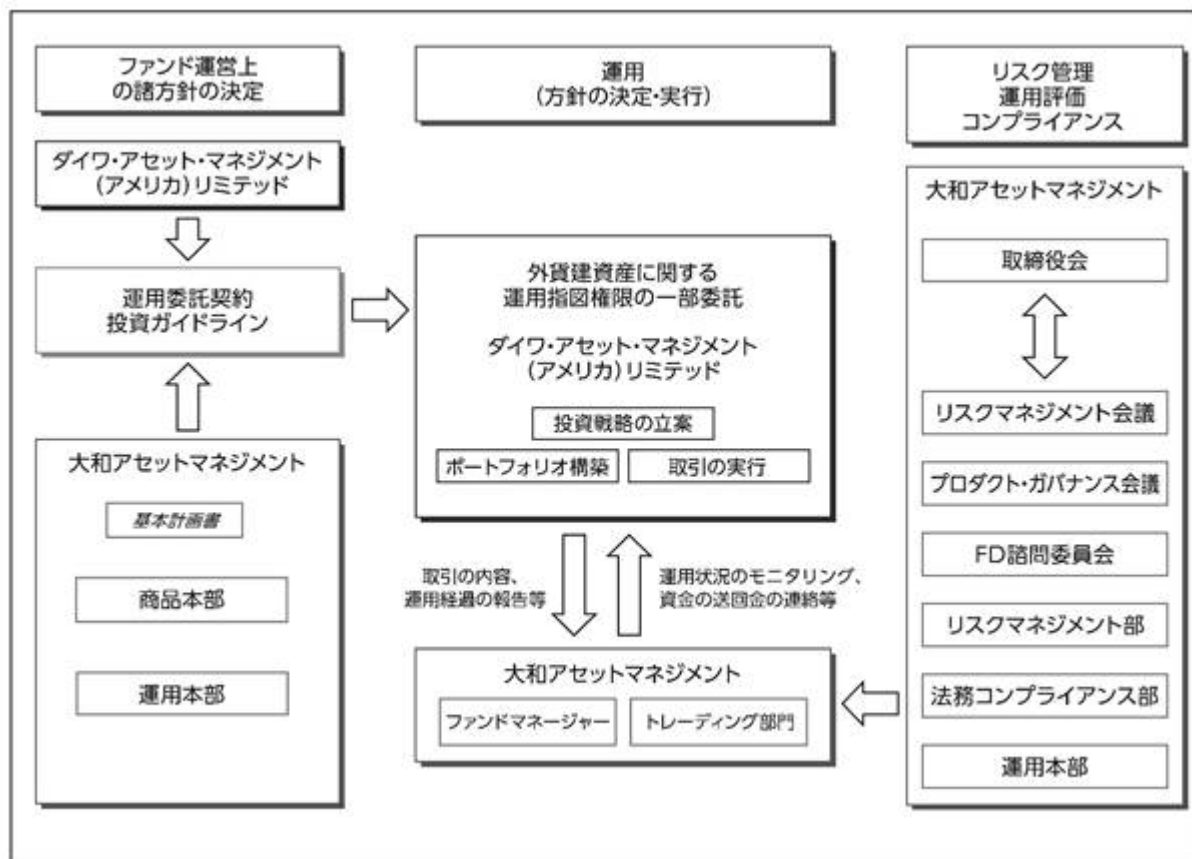 ファンド運営上
の諸方針の決定
ダイワ・アセット・マネジメント
(アメリカ)リミテッド
運用委託契約
投資ガイドライン
大和アセットマネジメント
基本計画書
商品本部
運用本部
運用
(方針の決定・実行)
外貨建資産に関する
運用指図権限の一部委託
ダイワ・アセット・マネジメント
(アメリカ)リミテッド
投資戦略の立案
ポートフォリオ構築
取引の実行
取引の内容、
運用経過の報告等
運用状況のモニタリング、
資金の送回金の連絡等
大和アセットマネジメント
ファンドマネージャー
トレーディング部門
リスク管理
運用評価
コンプライアンス
大和アセットマネジメント
取締役会
リスクマネジメント会議
プロダクト・ガバナンス会議
FD諮問委員会
リスクマネジメント部
法務コンプライアンス部
運用本部